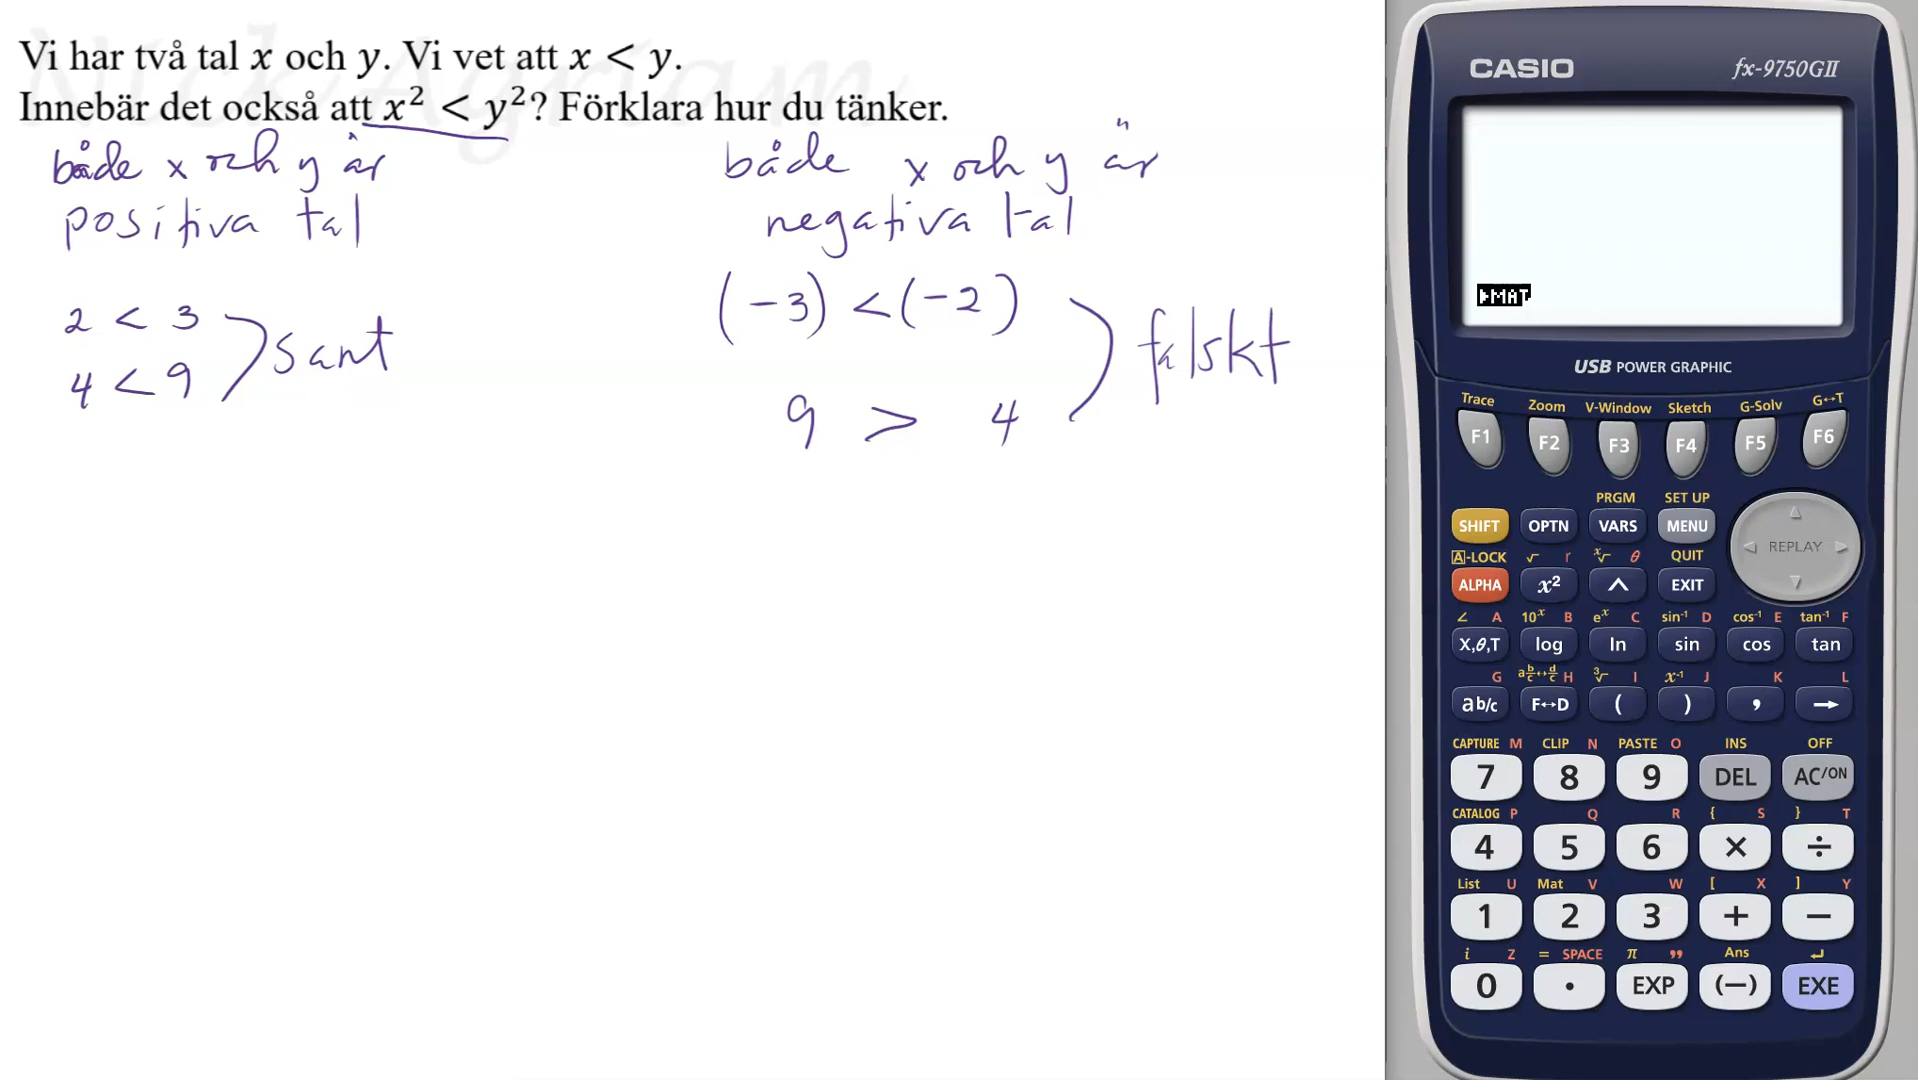 Vi har två tal x och y. Vi vet att x < y.
Innebär det också att x² < y²? Förklara hur du tänker.
både x och y är
positiva tal
2 < 3
4 < 9
sant
både x och y är
negativa tal
(-3) < (-2)
9 > 4
falskt
CASIO fx-9750GII
▶MAT
USB POWER GRAPHIC
Trace Zoom V-Window Sketch G-Solv G↔T
F1 F2 F3 F4 F5 F6
PRGM SET UP
SHIFT OPTN VARS MENU
REPLAY
A-LOCK √ r ˣ√ θ QUIT
ALPHA x² ^ EXIT
∠ A 10ˣ B eˣ C sin⁻¹ D cos⁻¹ E tan⁻¹ F
X,θ,T log ln sin cos tan
G a b/c↔d/c H ³√ I x⁻¹ J K L
a b/c F↔D ( ) , →
CAPTURE M CLIP N PASTE O INS OFF
7 8 9 DEL AC/ON
CATALOG P Q R { S } T
4 5 6 × ÷
List U Mat V W [ X ] Y
1 2 3 + −
i Z = SPACE π ” Ans ↵
0 . EXP (−) EXE